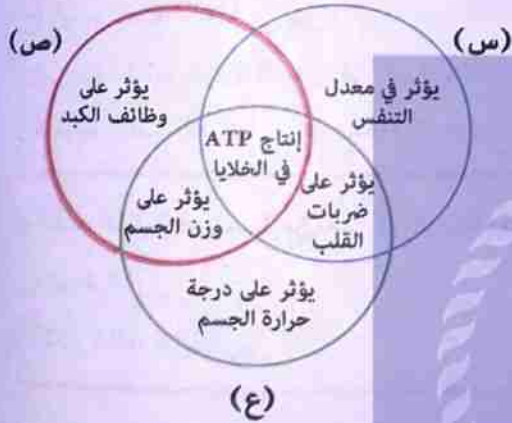 (س)
(ص)
يؤثر في معدل
التنفس
يؤثر على
وظائف الكبد
إنتاج ATP
في الخلايا
يؤثر على
ضربات
القلب
يؤثر على
وزن الجسم
يؤثر على درجة
حرارة الجسم
(ع)